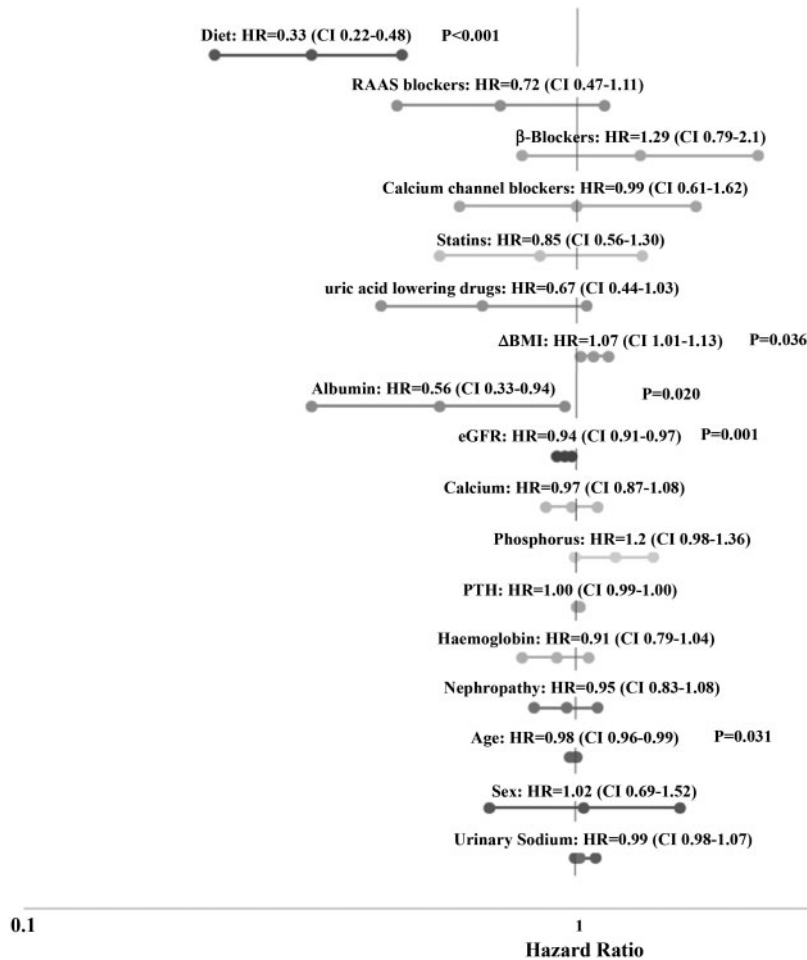 Diet: HR=0.33 (CI 0.22-0.48) P<0.001
RAAS blockers: HR=0.72 (CI 0.47-1.11)
β-Blockers: HR=1.29 (CI 0.79-2.1)
Calcium channel blockers: HR=0.99 (CI 0.61-1.62)
Statins: HR=0.85 (CI 0.56-1.30)
uric acid lowering drugs: HR=0.67 (CI 0.44-1.03)
ΔBMI: HR=1.07 (CI 1.01-1.13) P=0.036
Albumin: HR=0.56 (CI 0.33-0.94) P=0.020
eGFR: HR=0.94 (CI 0.91-0.97) P=0.001
Calcium: HR=0.97 (CI 0.87-1.08)
Phosphorus: HR=1.2 (CI 0.98-1.36)
PTH: HR=1.00 (CI 0.99-1.00)
Haemoglobin: HR=0.91 (CI 0.79-1.04)
Nephropathy: HR=0.95 (CI 0.83-1.08)
Age: HR=0.98 (CI 0.96-0.99) P=0.031
Sex: HR=1.02 (CI 0.69-1.52)
Urinary Sodium: HR=0.99 (CI 0.98-1.07)
0.1 1
Hazard Ratio